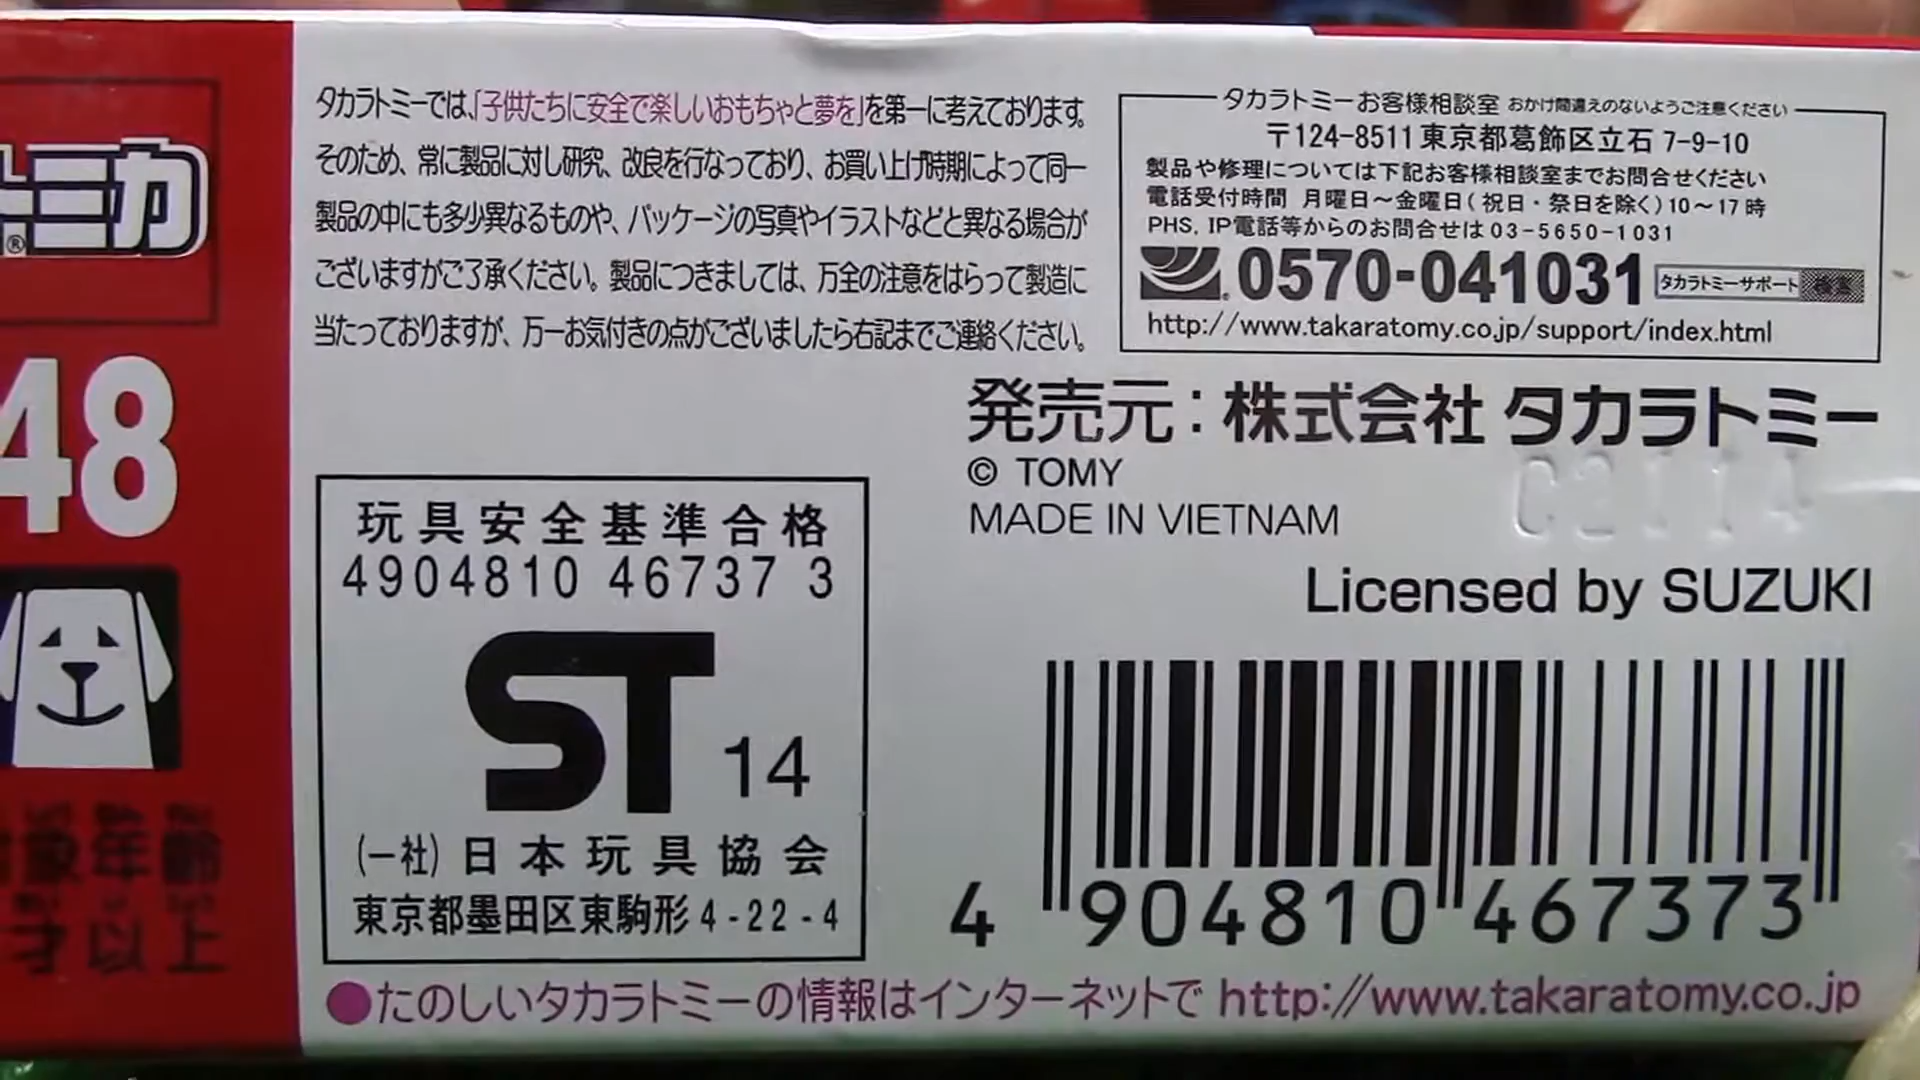 トミカ
®
48
タカラトミーでは、「子供たちに安全で楽しいおもちゃと夢を」を第一に考えております。
そのため、常に製品に対し研究、改良を行なっており、お買い上げ時期によって同一
製品の中にも多少異なるものや、パッケージの写真やイラストなどと異なる場合が
ございますがご了承ください。製品につきましては、万全の注意をはらって製造に
当たっておりますが、万一お気付きの点がございましたら右記までご連絡ください。
タカラトミーお客様相談室 おかけ間違えのないようご注意ください
〒124-8511 東京都葛飾区立石 7-9-10
製品や修理については下記お客様相談室までお問合せください
電話受付時間 月曜日～金曜日(祝日・祭日を除く)10～17時
PHS, IP電話等からのお問合せは 03-5650-1031
0570-041031 タカラトミーサポート 検索
http://www.takaratomy.co.jp/support/index.html
発売元：株式会社 タカラトミー
© TOMY
MADE IN VIETNAM
C2114
Licensed by SUZUKI
玩具安全基準合格
4904810 46737 3
ST 14
(一社) 日本玩具協会
東京都墨田区東駒形 4-22-4
4 904810 467373
対象年齢
才以上
●たのしいタカラトミーの情報はインターネットで http://www.takaratomy.co.jp